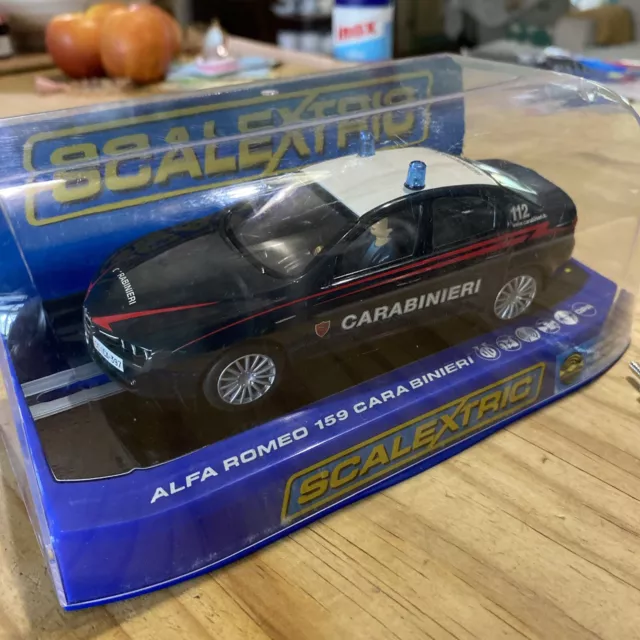 SCALEXTRIC
112
CARABINIERI
CARABINIERI
ALFA ROMEO 159 CARABINIERI
SCALEXTRIC